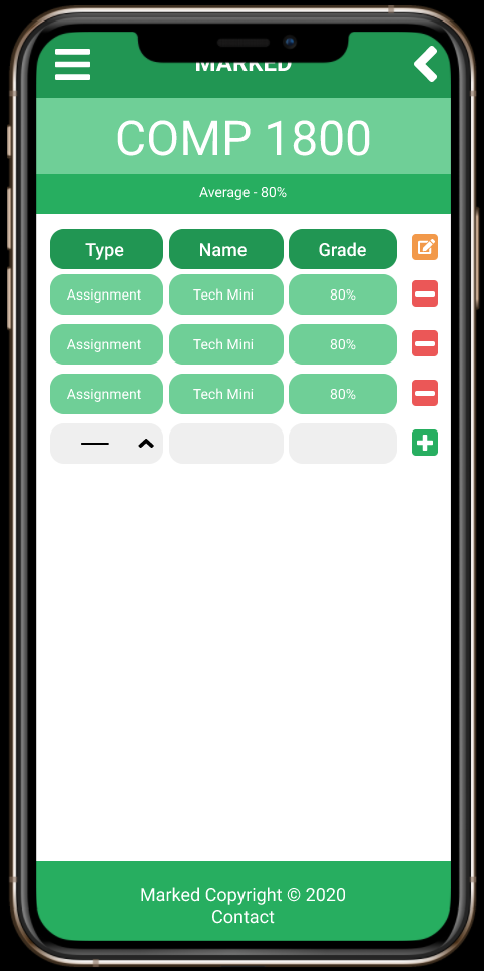 MARKED
COMP 1800
Average - 80%
Type Name Grade
Assignment Tech Mini 80%
Assignment Tech Mini 80%
Assignment Tech Mini 80%
Marked Copyright © 2020
Contact